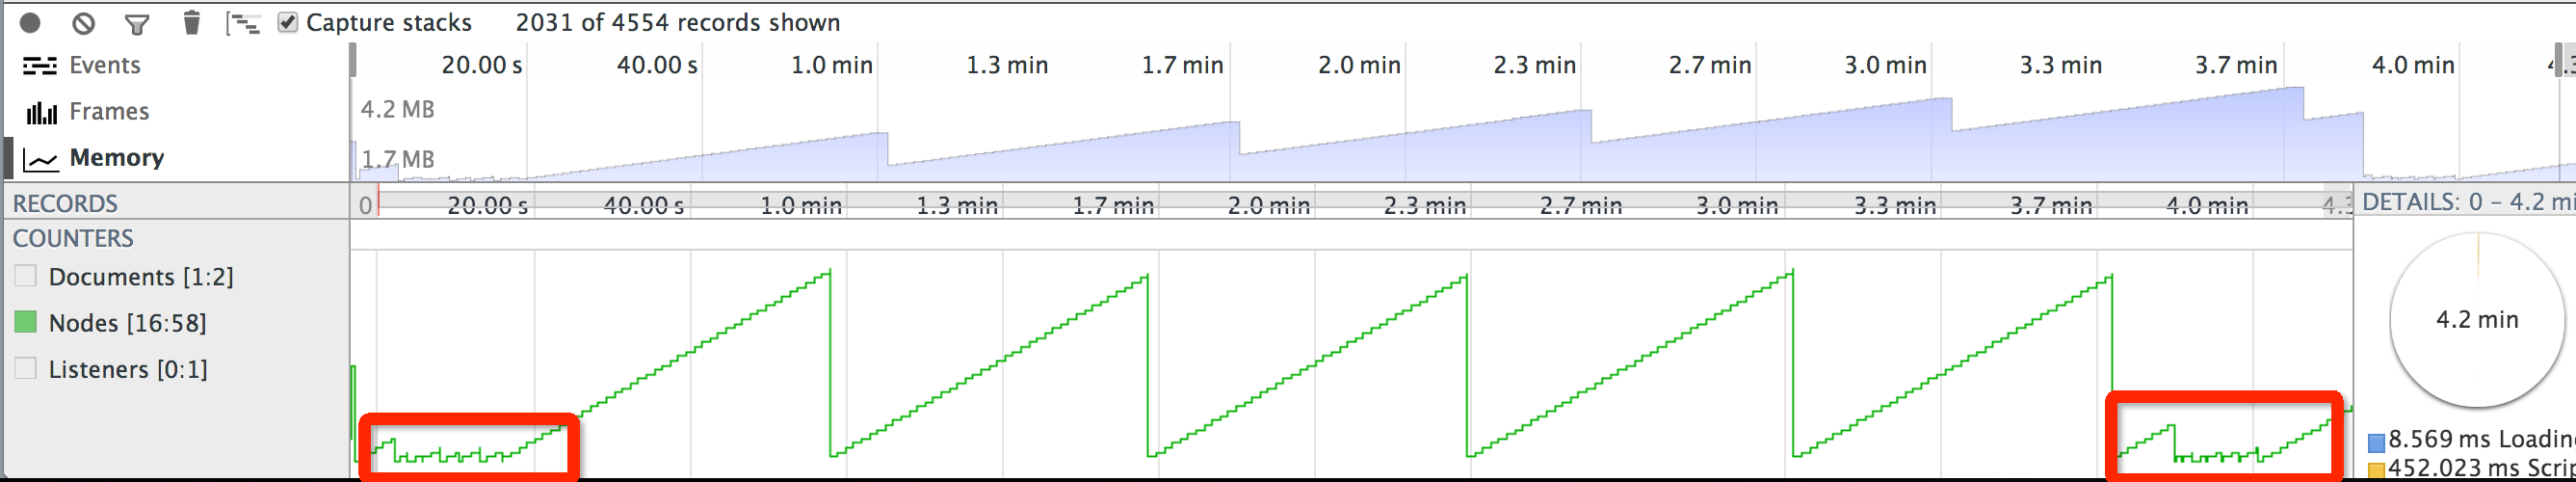 Capture stacks 2031 of 4554 records shown
Events
20.00 s 40.00 s 1.0 min 1.3 min 1.7 min 2.0 min 2.3 min 2.7 min 3.0 min 3.3 min 3.7 min 4.0 min
Frames
4.2 MB
Memory
1.7 MB
RECORDS
0 20.00 s 40.00 s 1.0 min 1.3 min 1.7 min 2.0 min 2.3 min 2.7 min 3.0 min 3.3 min 3.7 min 4.0 min 4.3
DETAILS: 0 – 4.2 mi
COUNTERS
Documents [1:2]
Nodes [16:58]
Listeners [0:1]
4.2 min
8.569 ms Loadin
452.023 ms Scrip